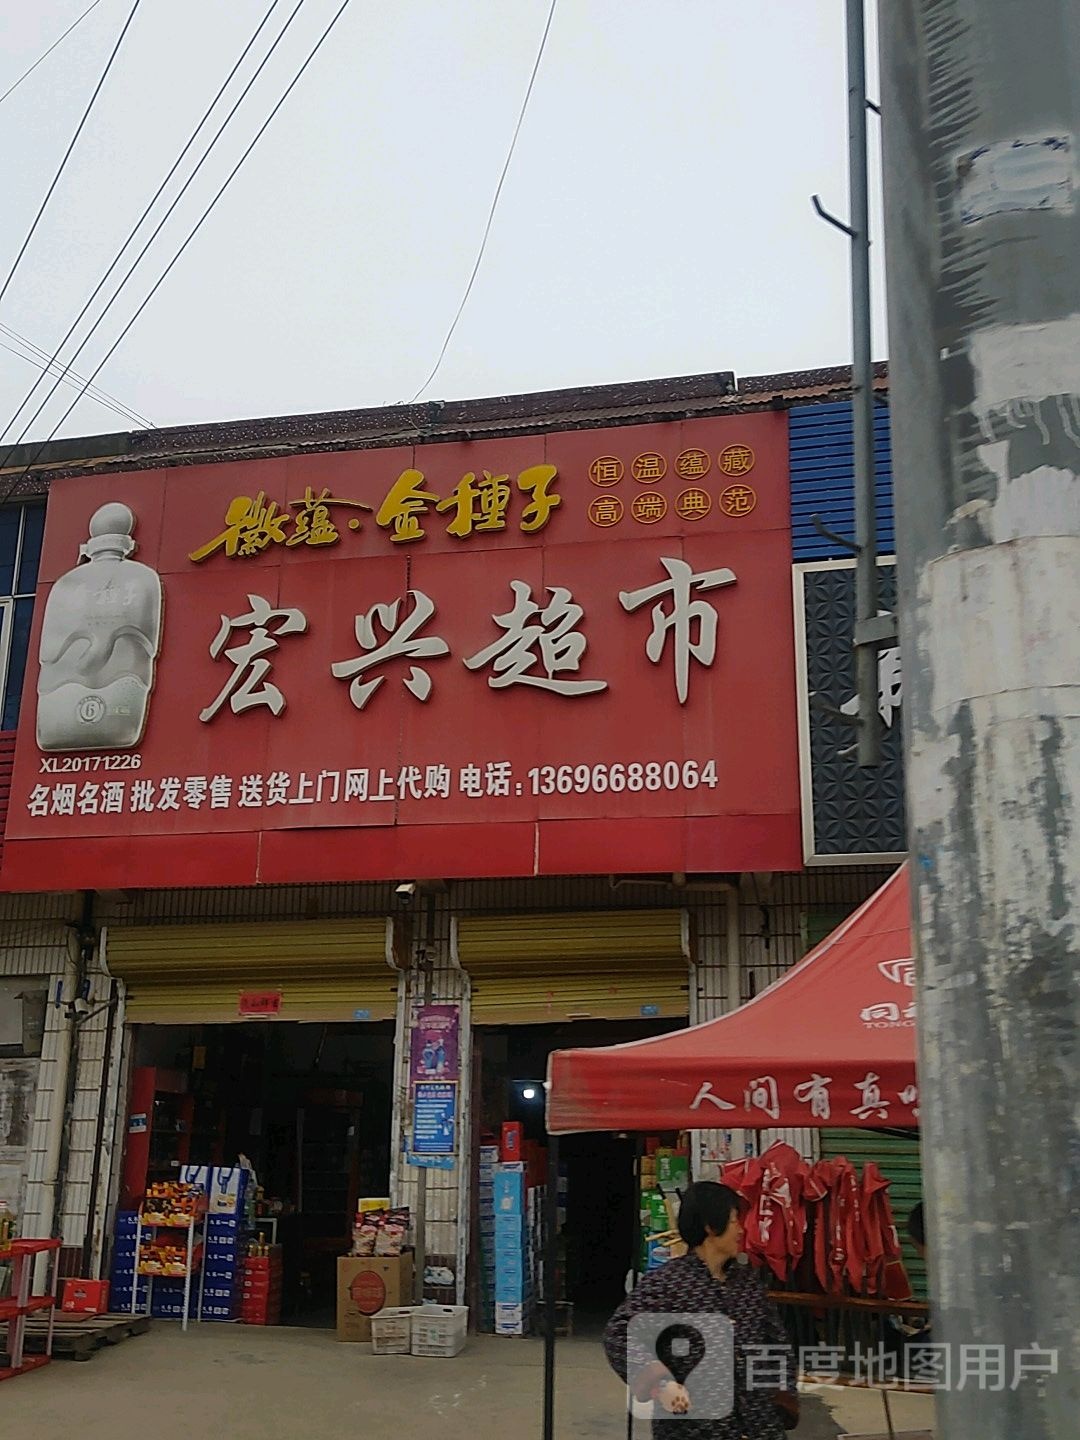 徽蕴·金種子
恒温蕴藏
高端典范
宏兴超市
6
XL20171226
名烟名酒 批发零售 送货上门 网上代购 电话:13696688064
TONG
人间有真
百度地图用户